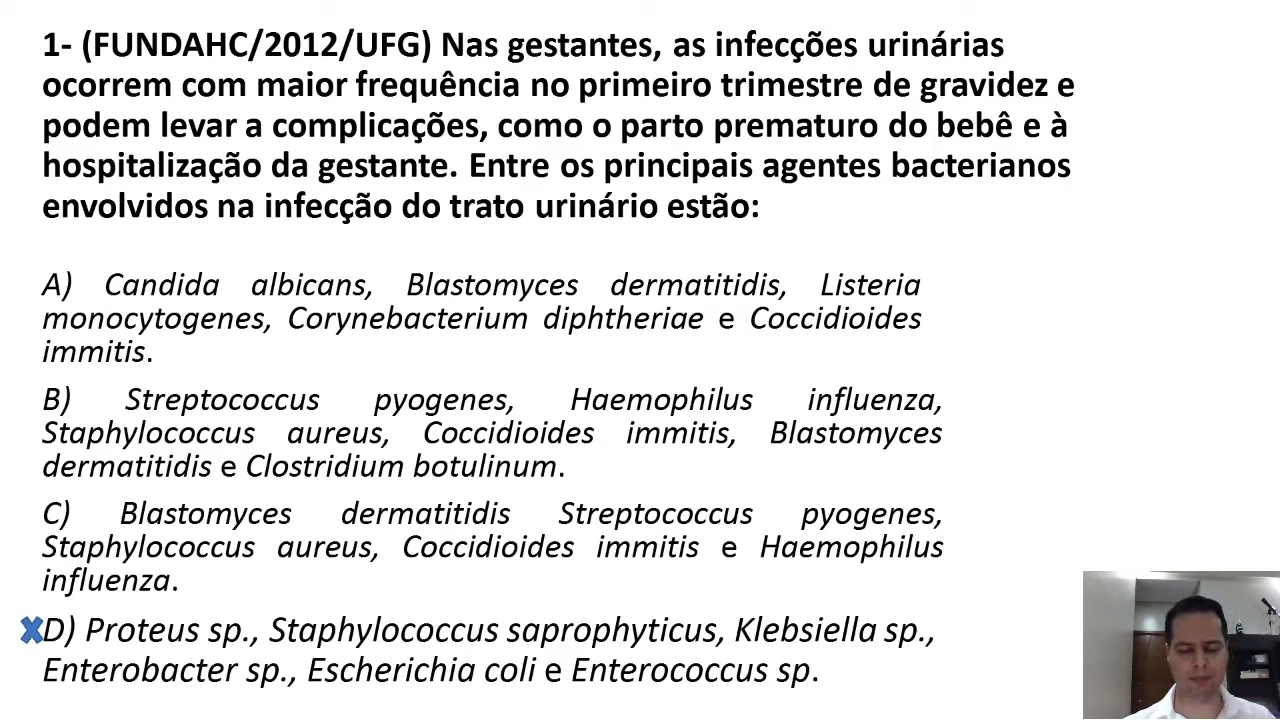 1- (FUNDAHC/2012/UFG) Nas gestantes, as infecções urinárias
ocorrem com maior frequência no primeiro trimestre de gravidez e
podem levar a complicações, como o parto prematuro do bebê e à
hospitalização da gestante. Entre os principais agentes bacterianos
envolvidos na infecção do trato urinário estão:
A) Candida albicans, Blastomyces dermatitidis, Listeria
monocytogenes, Corynebacterium diphtheriae e Coccidioides
immitis.
B) Streptococcus pyogenes, Haemophilus influenza,
Staphylococcus aureus, Coccidioides immitis, Blastomyces
dermatitidis e Clostridium botulinum.
C) Blastomyces dermatitidis Streptococcus pyogenes,
Staphylococcus aureus, Coccidioides immitis e Haemophilus
influenza.
D) Proteus sp., Staphylococcus saprophyticus, Klebsiella sp.,
Enterobacter sp., Escherichia coli e Enterococcus sp.